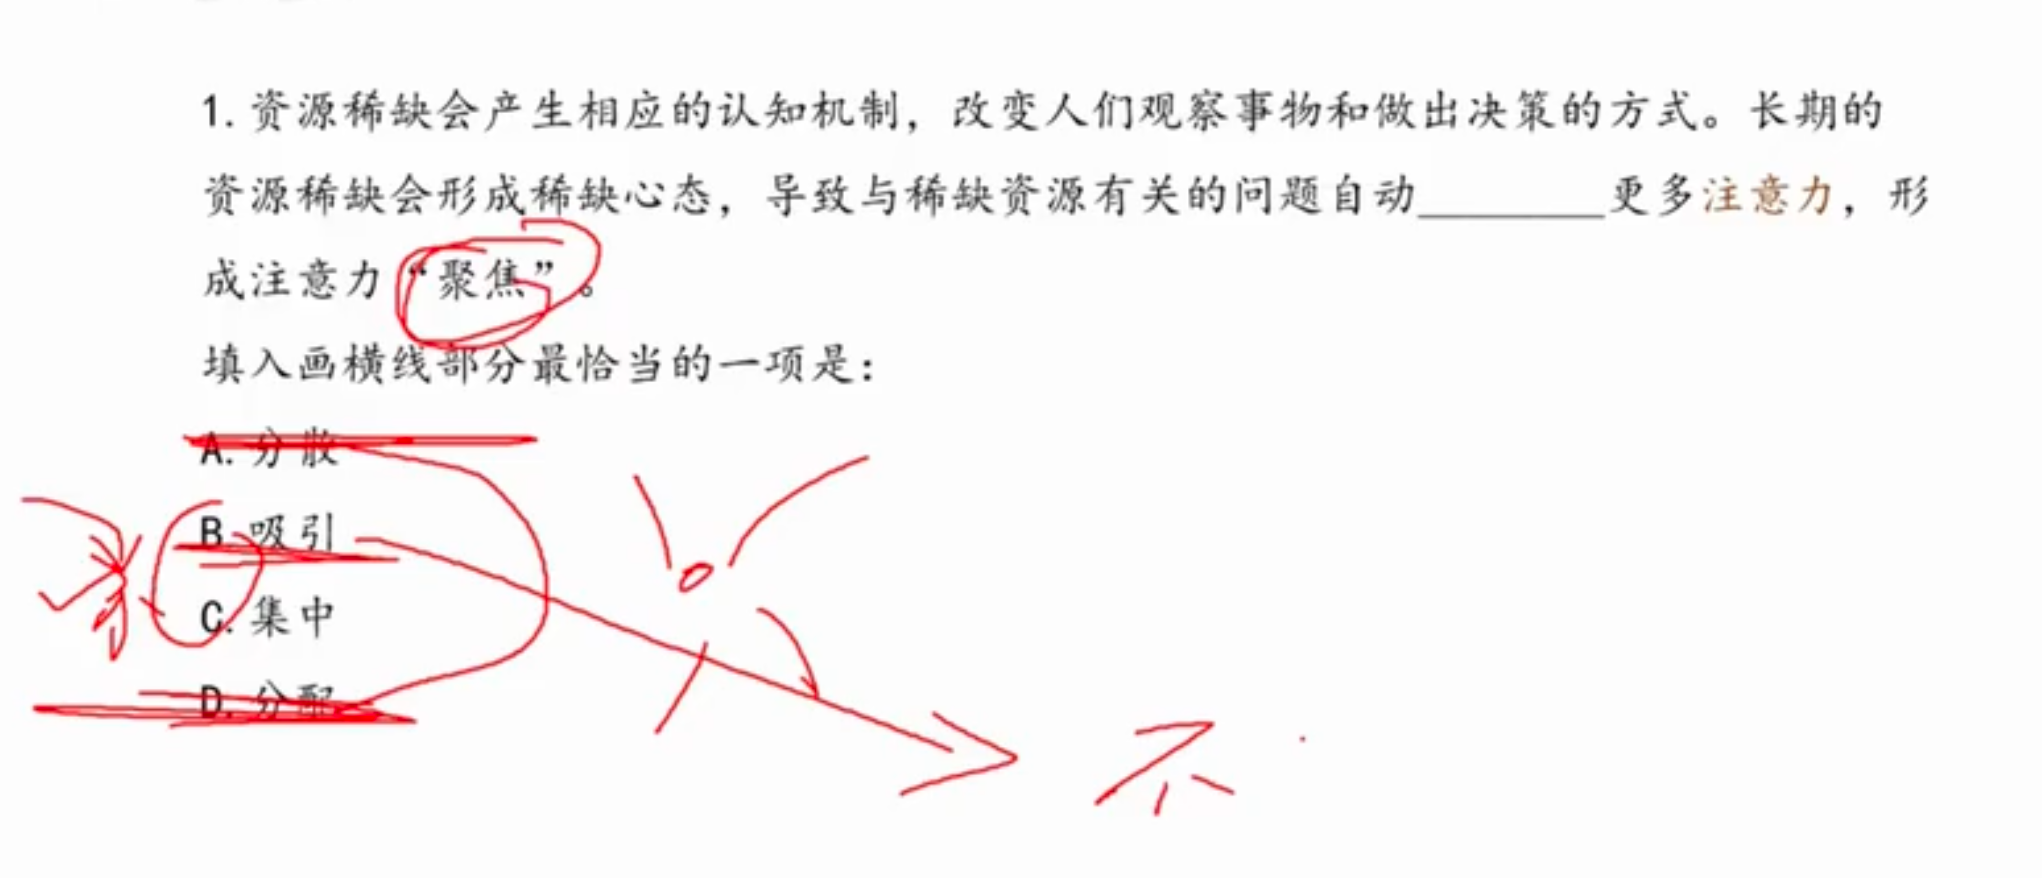 1. 资源稀缺会产生相应的认知机制，改变人们观察事物和做出决策的方式。长期的
资源稀缺会形成稀缺心态，导致与稀缺资源有关的问题自动________更多注意力，形
成注意力“聚焦”。
填入画横线部分最恰当的一项是：
A. 分散
B. 吸引
C. 集中
D. 分配
不